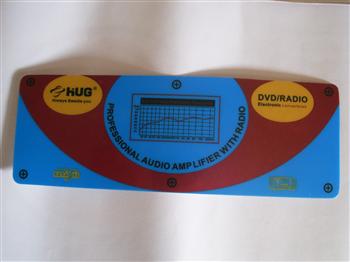 HUG®
Always Beside you
DVD/RADIO
Electronic
PROFESSIONAL AUDIO AMPLIFIER WITH RADIO